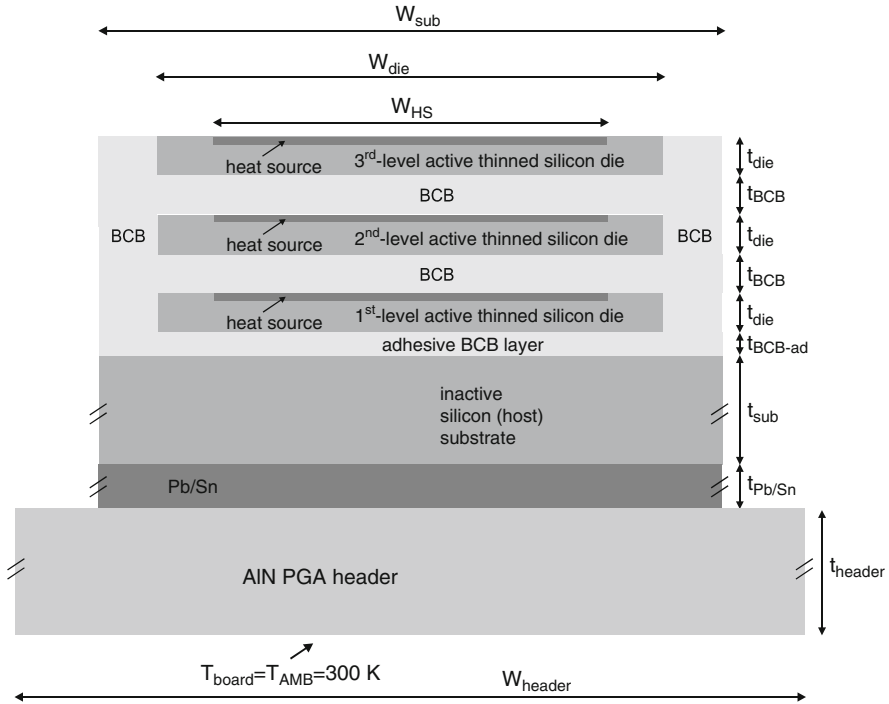 W_sub
W_die
W_HS
heat source
3rd-level active thinned silicon die
t_die
BCB
t_BCB
BCB
heat source
2nd-level active thinned silicon die
BCB
t_die
BCB
t_BCB
heat source
1st-level active thinned silicon die
t_die
adhesive BCB layer
t_BCB-ad
inactive
silicon (host)
substrate
t_sub
Pb/Sn
t_Pb/Sn
AlN PGA header
t_header
T_board=T_AMB=300 K
W_header